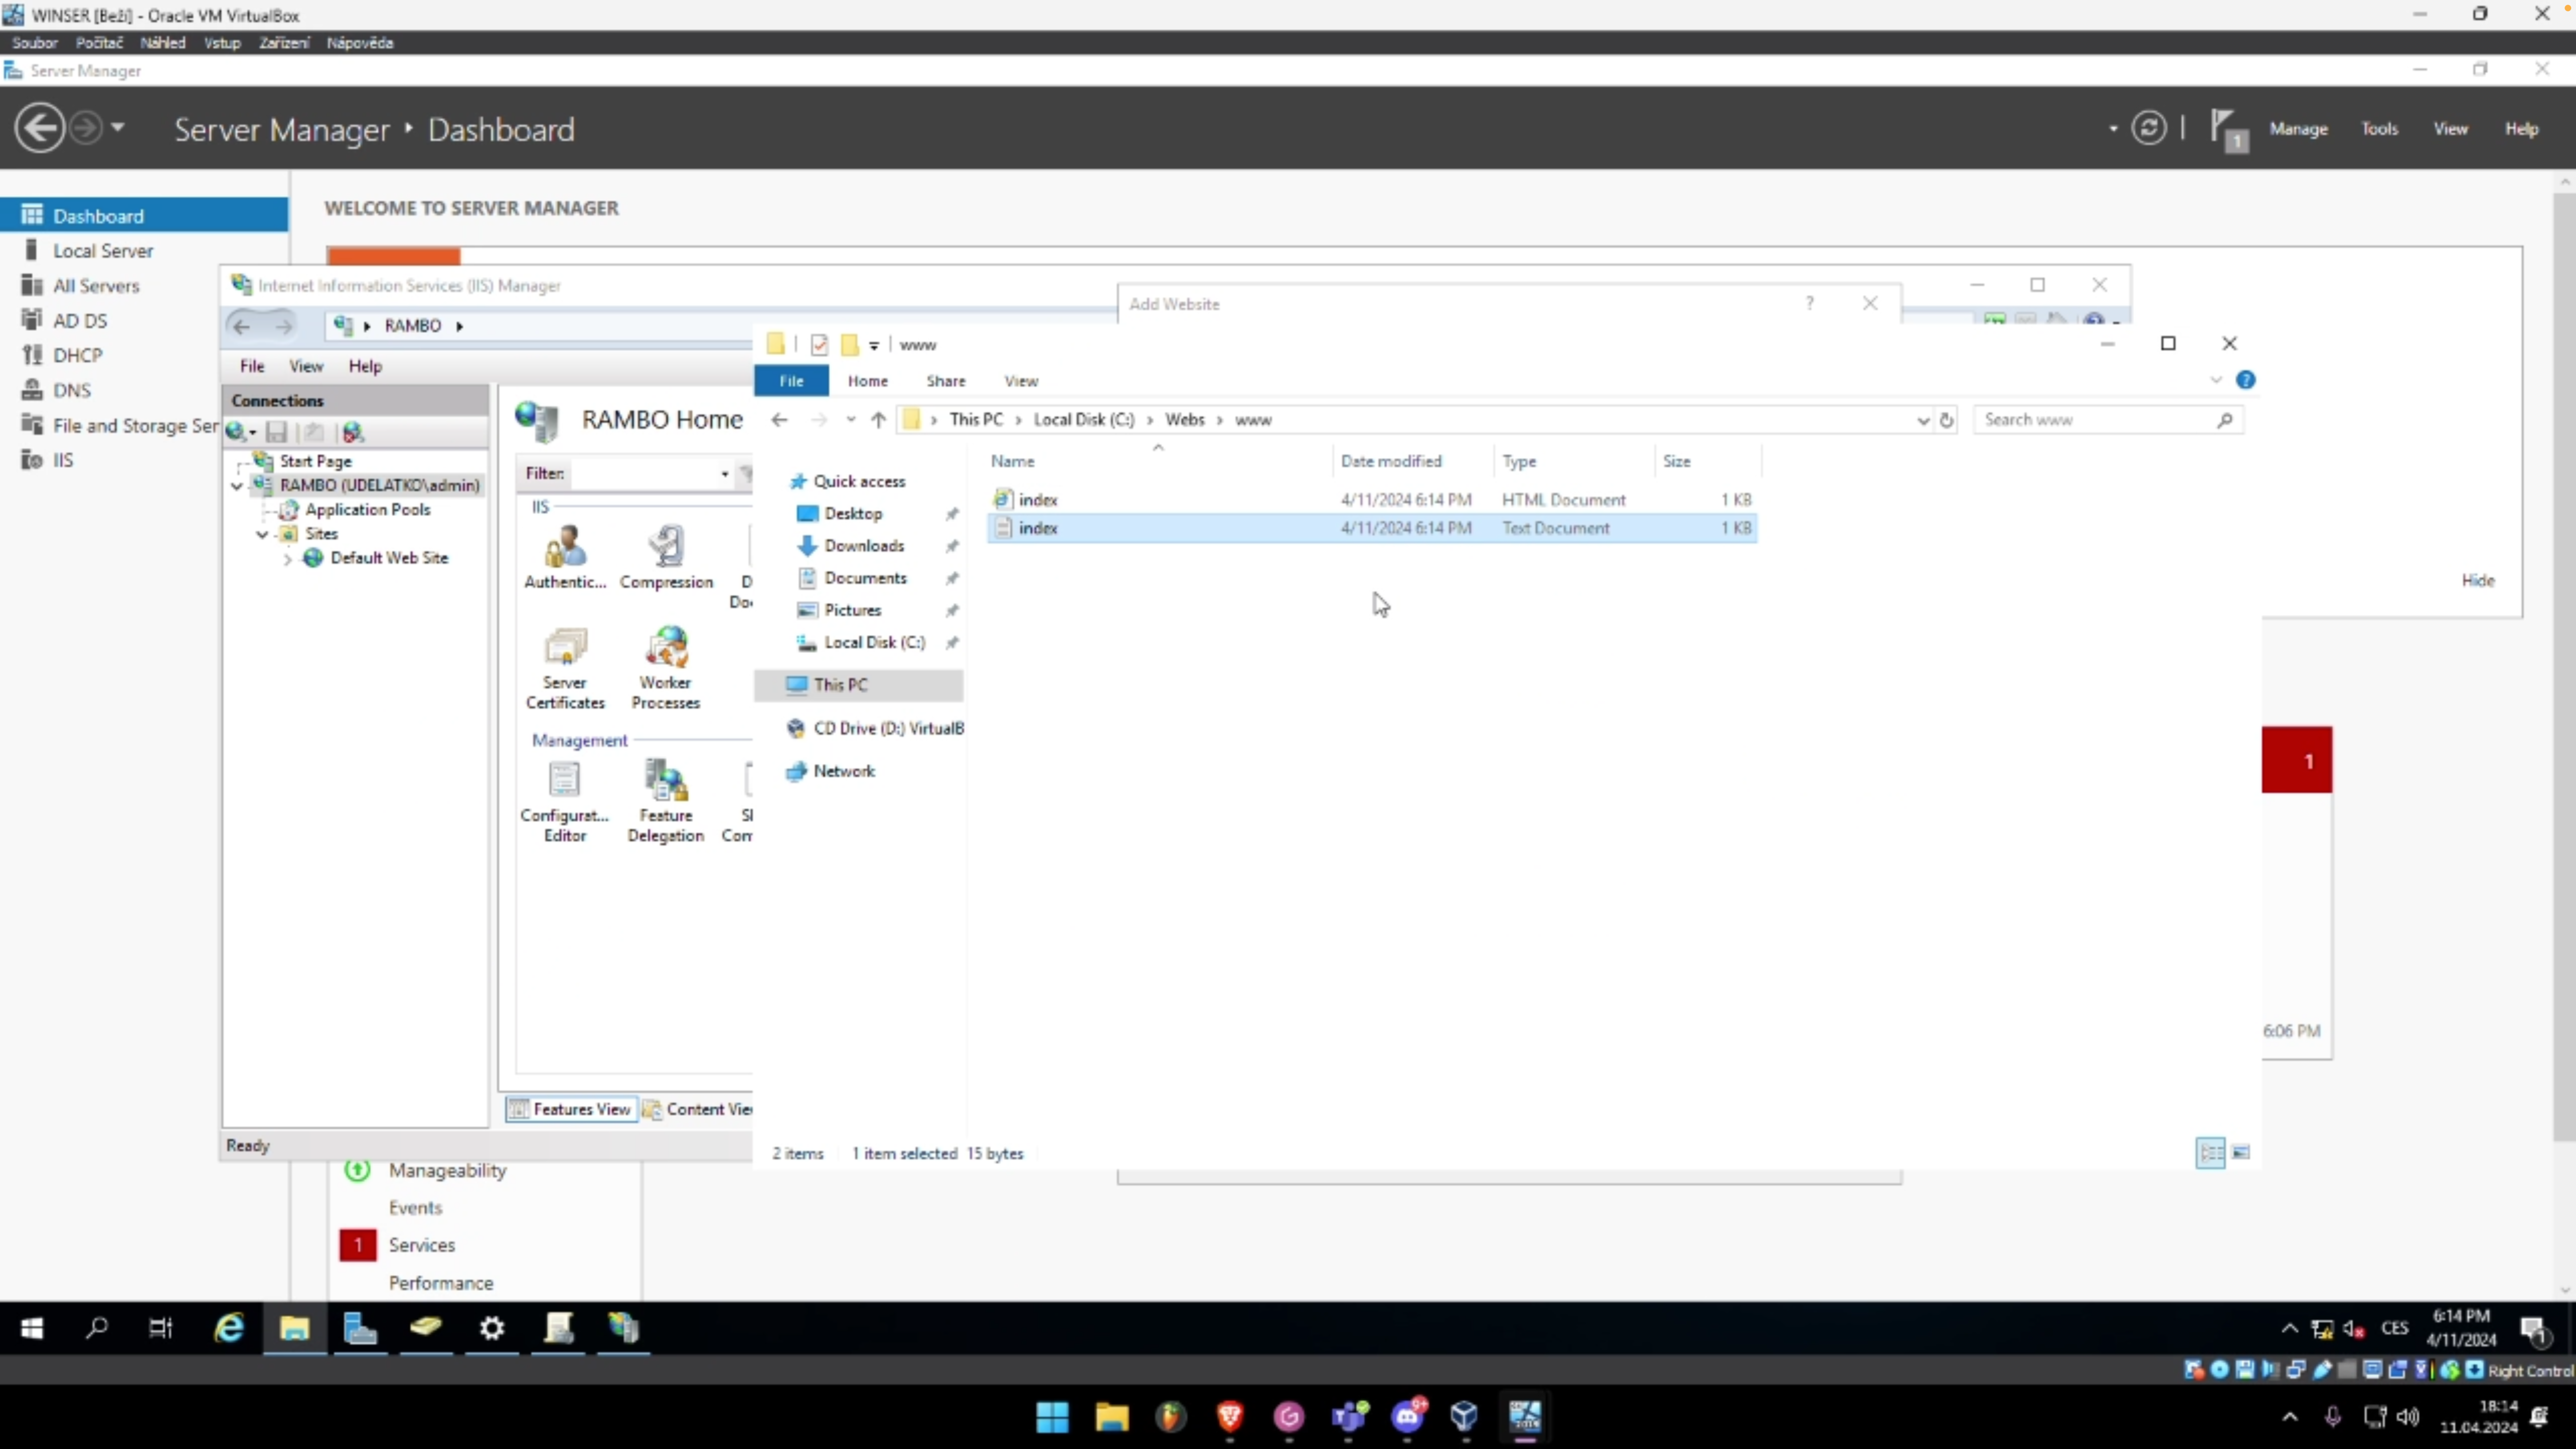 WINSER [Běží] - Oracle VM VirtualBox
Soubor Počítač Náhled Vstup Zařízení Nápověda
Server Manager
Server Manager Dashboard
1 Manage Tools View Help
Dashboard
Local Server
All Servers
AD DS
DHCP
DNS
File and Storage Ser
IIS
WELCOME TO SERVER MANAGER
Internet Information Services (IIS) Manager
RAMBO
File View Help
Connections
Start Page
RAMBO (UDELATKO\admin)
Application Pools
Sites
Default Web Site
RAMBO Home
Filter:
IIS
Authentic... Compression D
Doc
Server Certificates
Worker Processes
Management
Configurat... Editor
Feature Delegation
Features View Content Vie
Ready
Add Website
www
File Home Share View
This PC > Local Disk (C:) > Webs > www
Search www
Name Date modified Type Size
index 4/11/2024 6:14 PM HTML Document 1 KB
index 4/11/2024 6:14 PM Text Document 1 KB
Quick access
Desktop
Downloads
Documents
Pictures
Local Disk (C:)
This PC
CD Drive (D:) VirtualB
Network
2 items 1 item selected 15 bytes
Hide
1
6:06 PM
Manageability
Events
1 Services
Performance
CES
6:14 PM
4/11/2024
1
Right Control
9+
18:14
11.04.2024